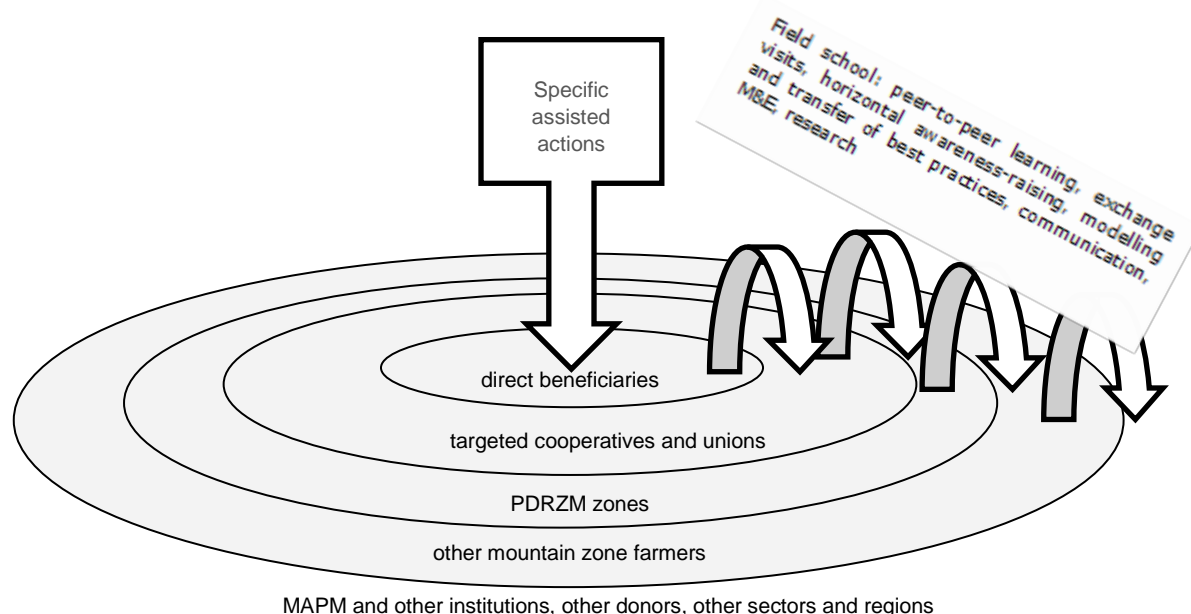 Specific
assisted
actions
Field school: peer-to-peer learning, exchange
visits, horizontal awareness-raising, modelling
and transfer of best practices, communication,
M&E, research
direct beneficiaries
targeted cooperatives and unions
PDRZM zones
other mountain zone farmers
MAPM and other institutions, other donors, other sectors and regions